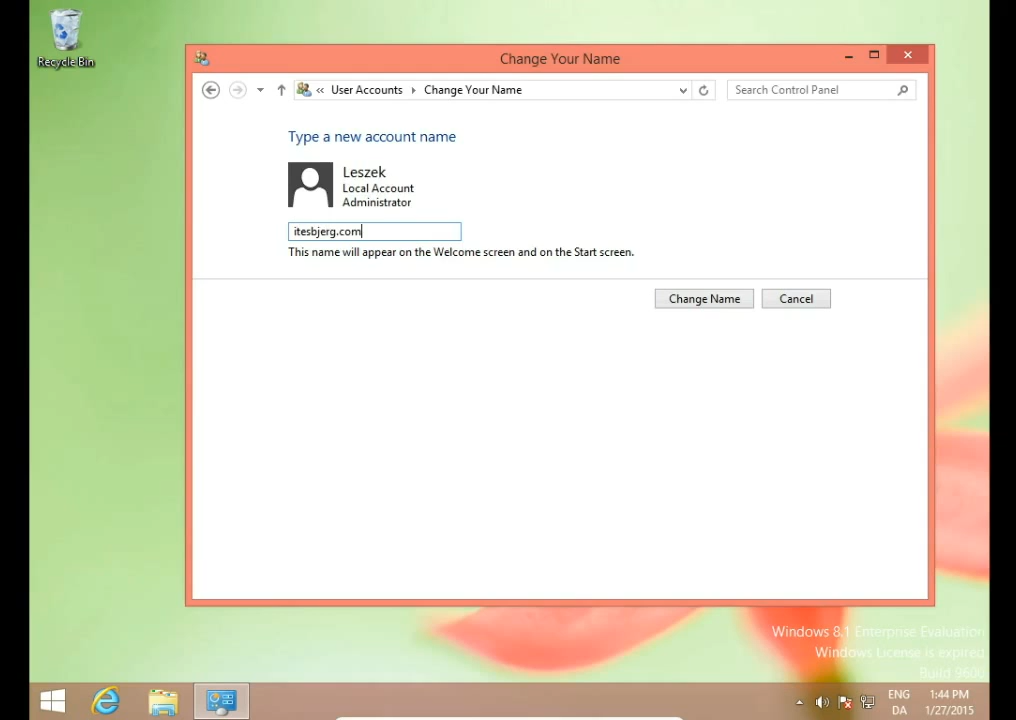 Recycle Bin
Change Your Name
« User Accounts Change Your Name
Search Control Panel
Type a new account name
Leszek
Local Account
Administrator
itesbjerg.com
This name will appear on the Welcome screen and on the Start screen.
Change Name
Cancel
Windows 8.1 Enterprise Evaluation
Windows License is expired
Build 9600
ENG
DA
1:44 PM
1/27/2015